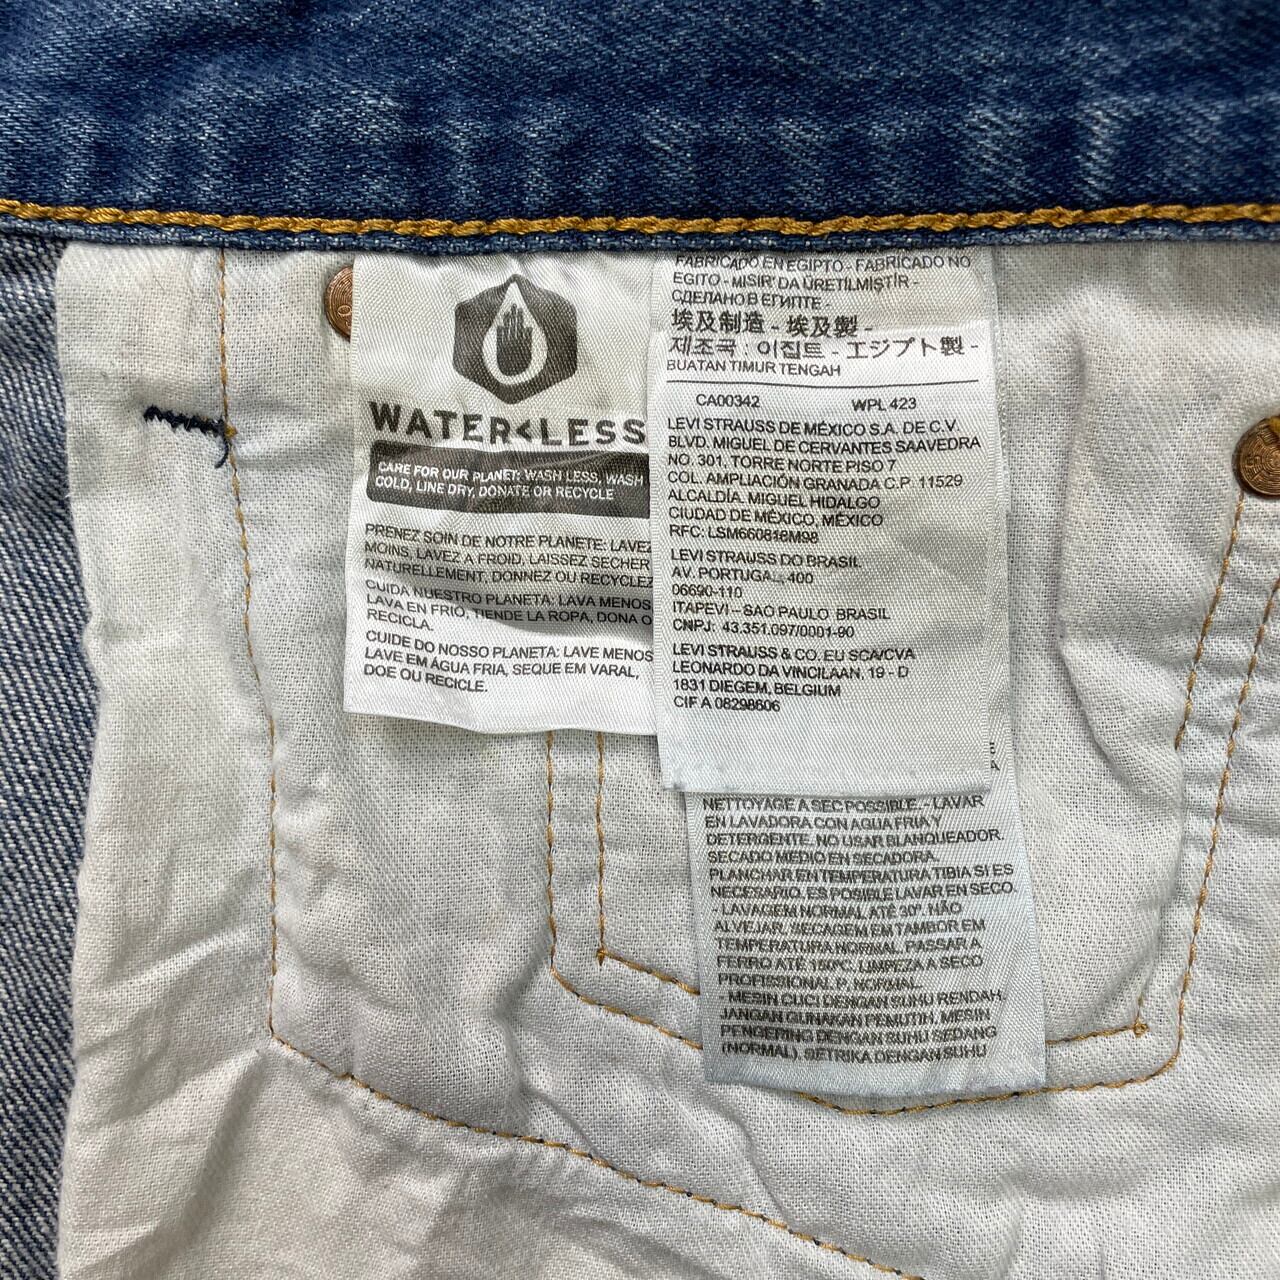 WATER<LESS
CARE FOR OUR PLANET: WASH LESS, WASH
COLD, LINE DRY, DONATE OR RECYCLE
PRENEZ SOIN DE NOTRE PLANETE: LAVEZ
MOINS, LAVEZ A FROID, LAISSEZ SECHER
NATURELLEMENT, DONNEZ OU RECYCLEZ
CUIDA NUESTRO PLANETA: LAVA MENOS
LAVA EN FRIO, TIENDE LA ROPA, DONA O
RECICLA.
CUIDE DO NOSSO PLANETA: LAVE MENOS
LAVE EM ÁGUA FRIA, SEQUE EM VARAL,
DOE OU RECICLE.
FABRICADO EN EGIPTO - FABRICADO NO
EGITO - MISIR'DA ÜRETILMIŞTIR -
СДЕЛАНО В ЕГИПТЕ -
埃及制造 - 埃及製 -
제조국 : 이집트 - エジプト製 -
BUATAN TIMUR TENGAH
CA00342 WPL 423
LEVI STRAUSS DE MÉXICO S.A. DE C.V.
BLVD. MIGUEL DE CERVANTES SAAVEDRA
NO. 301, TORRE NORTE PISO 7
COL. AMPLIACIÓN GRANADA C.P. 11529
ALCALDÍA. MIGUEL HIDALGO
CIUDAD DE MÉXICO, MÉXICO
RFC: LSM660818M98
LEVI STRAUSS DO BRASIL
AV. PORTUGAL, 400
06690-110
ITAPEVI – SAO PAULO BRASIL
CNPJ: 43.351.097/0001-90
LEVI STRAUSS & CO. EU SCA/CVA
LEONARDO DA VINCILAAN, 19 - D
1831 DIEGEM, BELGIUM
CIF A 08298606
NETTOYAGE A SEC POSSIBLE. - LAVAR
EN LAVADORA CON AGUA FRIA Y
DETERGENTE. NO USAR BLANQUEADOR.
SECADO MEDIO EN SECADORA.
PLANCHAR EN TEMPERATURA TIBIA SI ES
NECESARIO. ES POSIBLE LAVAR EN SECO.
- LAVAGEM NORMAL ATÉ 30°. NÃO
ALVEJAR. SECAGEM EM TAMBOR EM
TEMPERATURA NORMAL. PASSAR A
FERRO ATÉ 150°C. LIMPEZA A SECO
PROFISSIONAL P. NORMAL.
- MESIN CUCI DENGAN SUHU RENDAH.
JANGAN GUNAKAN PEMUTIH. MESIN
PENGERING DENGAN SUHU SEDANG
(NORMAL). SETRIKA DENGAN SUHU